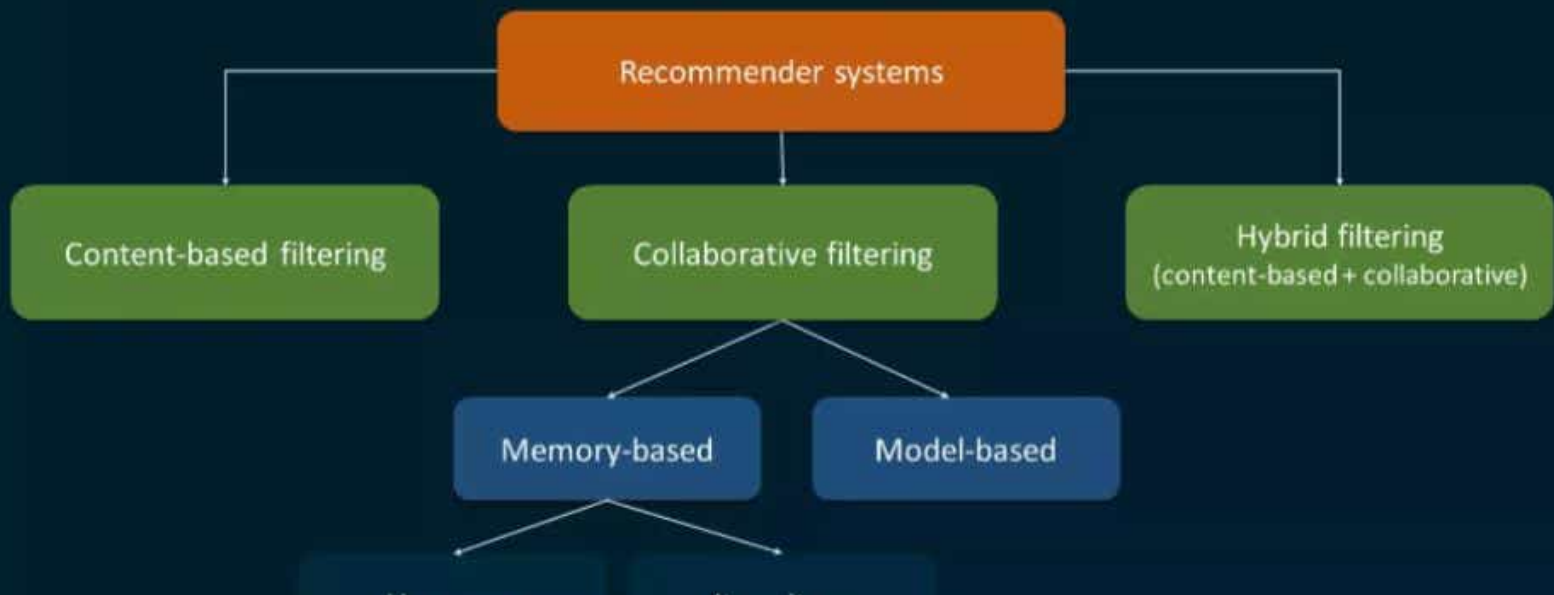 Recommender systems
Content-based filtering
Collaborative filtering
Hybrid filtering
(content-based + collaborative)
Memory-based
Model-based